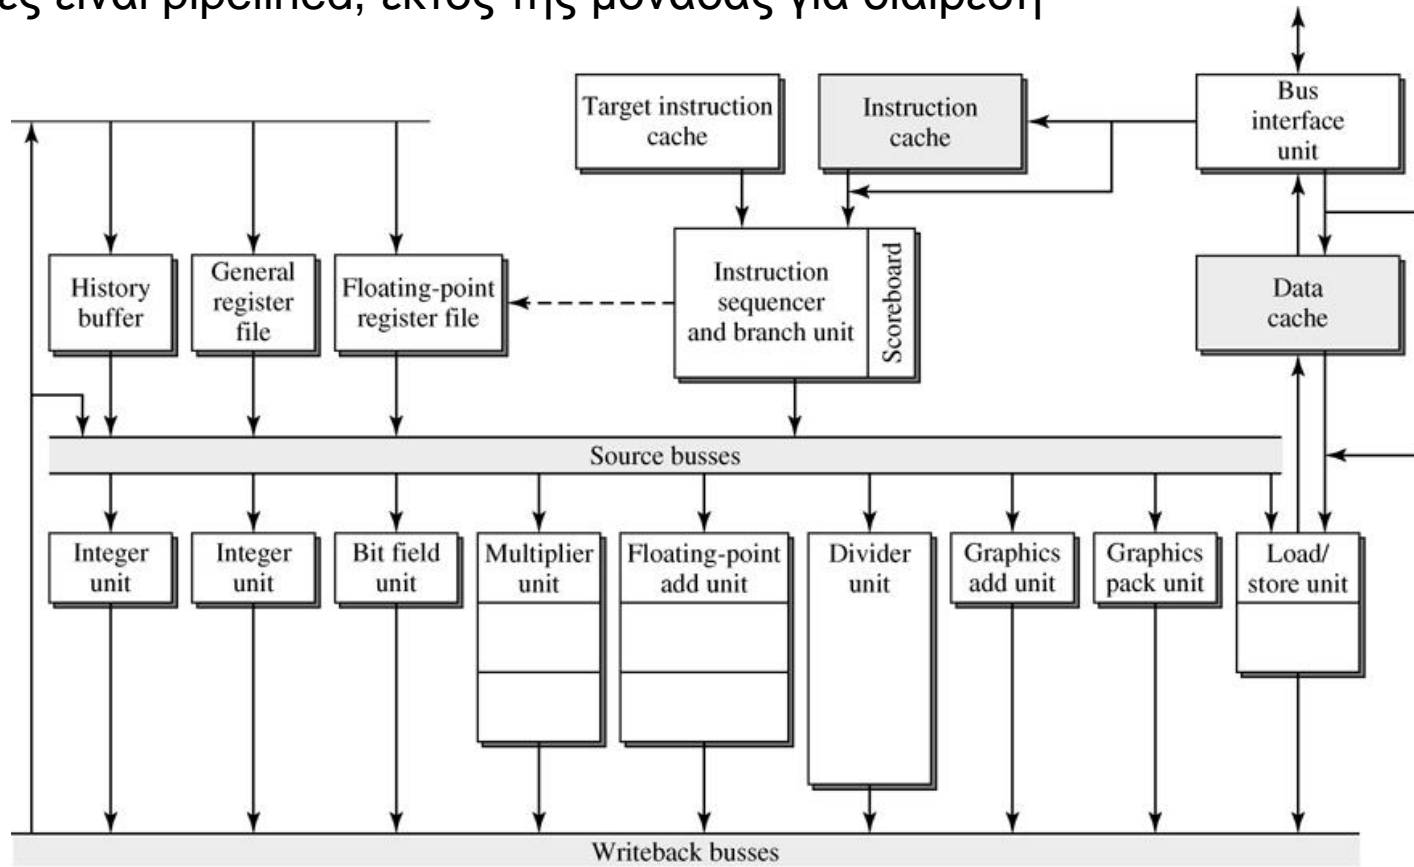 ες είναι pipelined, εκτός της μονάδας για διαίρεση
Target instruction
cache
Instruction
cache
Bus
interface
unit
History
buffer
General
register
file
Floating-point
register file
Instruction
sequencer
and branch unit
Scoreboard
Data
cache
Source busses
Integer
unit
Integer
unit
Bit field
unit
Multiplier
unit
Floating-point
add unit
Divider
unit
Graphics
add unit
Graphics
pack unit
Load/
store unit
Writeback busses